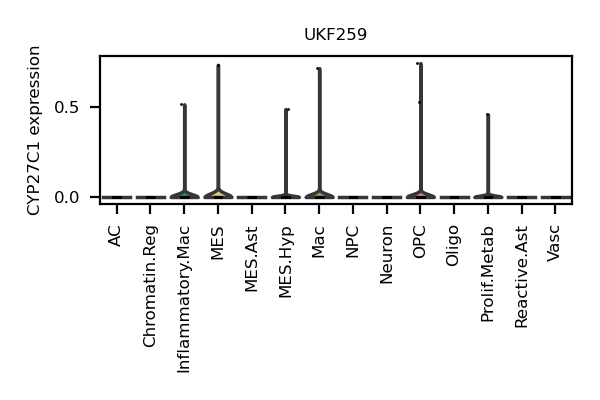 UKF259
CYP27C1 expression
0.5
0.0
AC
Chromatin.Reg
Inflammatory.Mac
MES
MES.Ast
MES.Hyp
Mac
NPC
Neuron
OPC
Oligo
Prolif.Metab
Reactive.Ast
Vasc